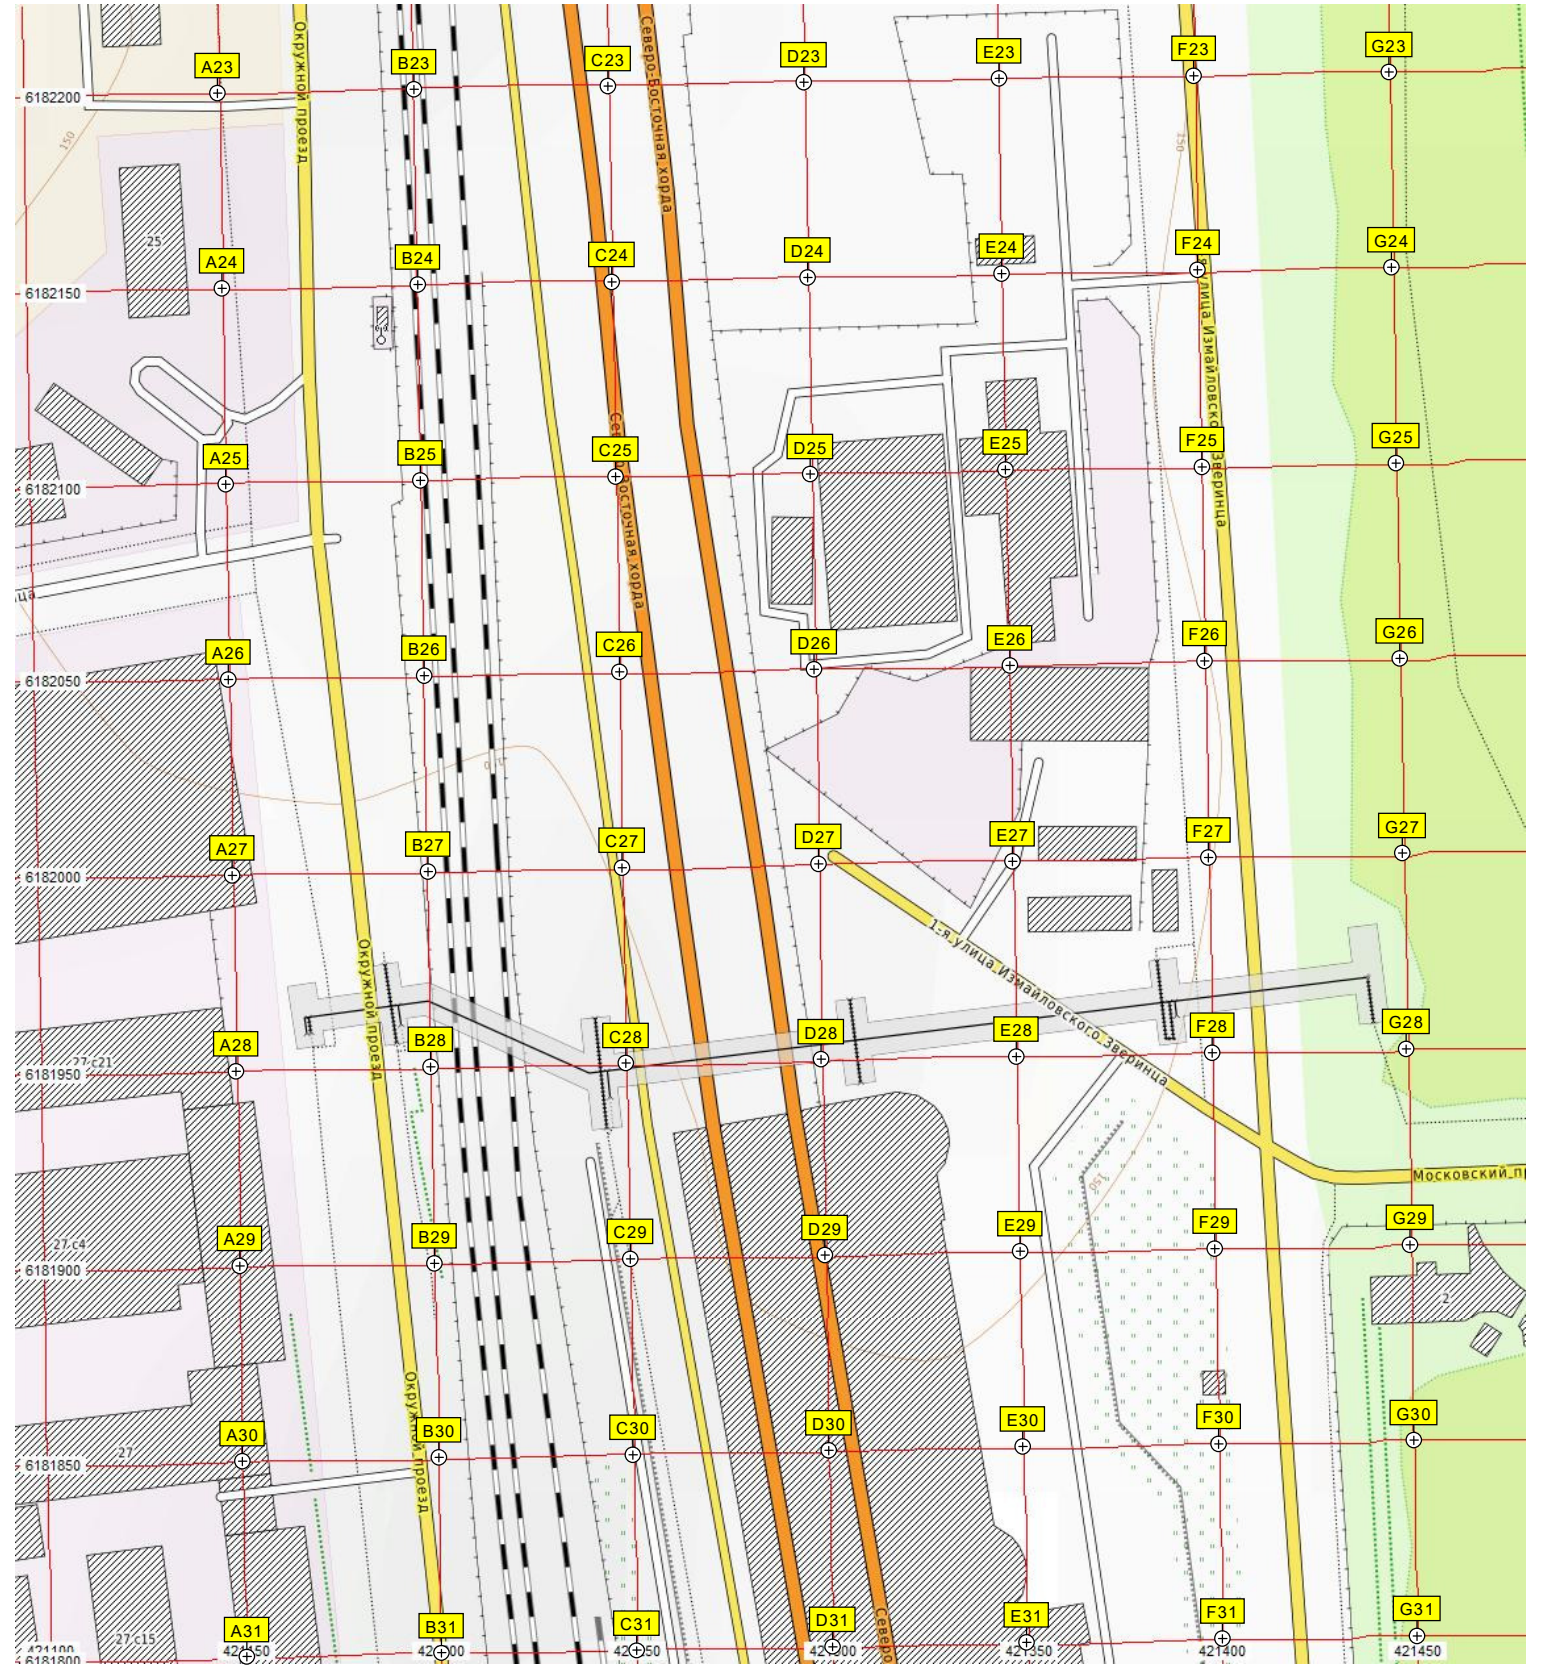 A23
B23
C23
D23
E23
F23
G23
6182200
Окружной проезд
Северо-Восточная хорда
150
150
25
A24
B24
C24
D24
E24
F24
G24
6182150
1-я улица Измайловского Зверинца
A25
B25
C25
D25
E25
F25
G25
6182100
Северо-Восточная хорда
ца
A26
B26
C26
D26
E26
F26
G26
6182050
A27
B27
C27
D27
E27
F27
G27
6182000
Окружной проезд
1-я улица Измайловского Зверинца
A28
B28
C28
D28
E28
F28
G28
27 с21
6181950
Московский п
150
A29
B29
C29
D29
E29
F29
G29
27 с4
6181900
2
Окружной проезд
A30
B30
C30
D30
E30
F30
G30
27
6181850
Северо
27 с15
A31
B31
C31
D31
E31
F31
G31
421350
421400
421450
6181800